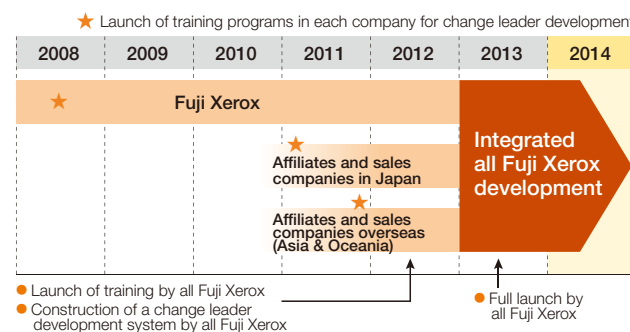 ★ Launch of training programs in each company for change leader development
2008 2009 2010 2011 2012 2013 2014
Fuji Xerox
Integrated
all Fuji Xerox
development
Affiliates and sales
companies in Japan
Affiliates and sales
companies overseas
(Asia & Oceania)
● Launch of training by all Fuji Xerox
● Construction of a change leader
development system by all Fuji Xerox
● Full launch by
all Fuji Xerox